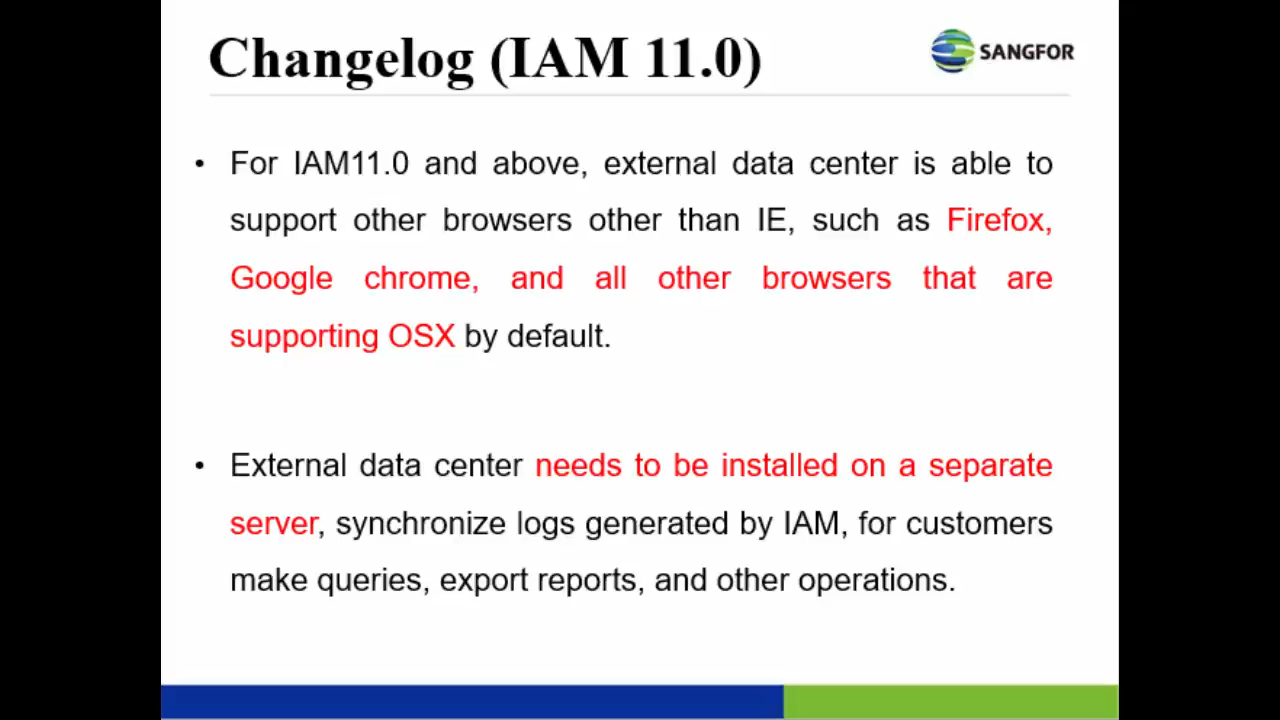 Changelog (IAM 11.0)
SANGFOR
• For IAM11.0 and above, external data center is able to
support other browsers other than IE, such as Firefox,
Google chrome, and all other browsers that are
supporting OSX by default.
• External data center needs to be installed on a separate
server, synchronize logs generated by IAM, for customers
make queries, export reports, and other operations.